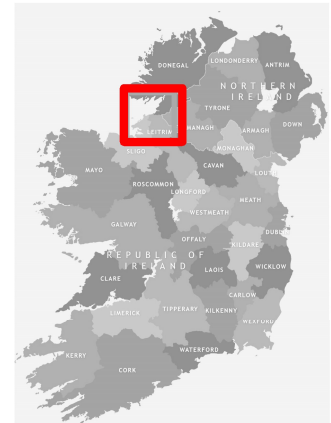 DONEGAL
LONDONDERRY
ANTRIM
NORTHERN
IRELAND
TYRONE
MANAGH
ARMAGH
DOWN
LEITRIM
SLIGO
MONAGHAN
CAVAN
LOUTH
MAYO
ROSCOMMON
LONGFORD
MEATH
WESTMEATH
GALWAY
DUBLIN
OFFALY
KILDARE
REPUBLIC OF
IRELAND
LAOIS
WICKLOW
CLARE
CARLOW
LIMERICK
TIPPERARY
KILKENNY
WEXFORD
KERRY
WATERFORD
CORK